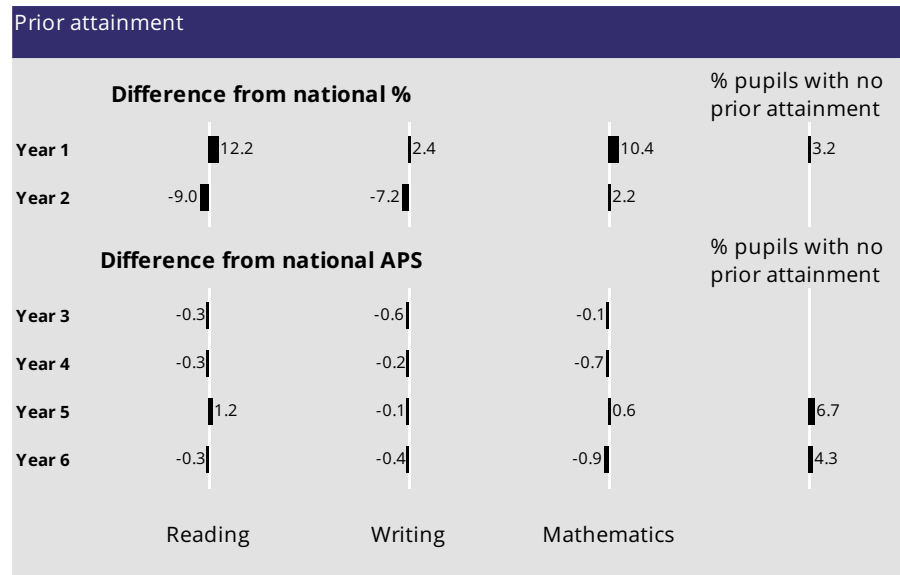 Prior attainment
Difference from national %
% pupils with no
prior attainment
Year 1 12.2 2.4 10.4 3.2
Year 2 -9.0 -7.2 2.2
Difference from national APS
% pupils with no
prior attainment
Year 3 -0.3 -0.6 -0.1
Year 4 -0.3 -0.2 -0.7
Year 5 1.2 -0.1 0.6 6.7
Year 6 -0.3 -0.4 -0.9 4.3
Reading Writing Mathematics